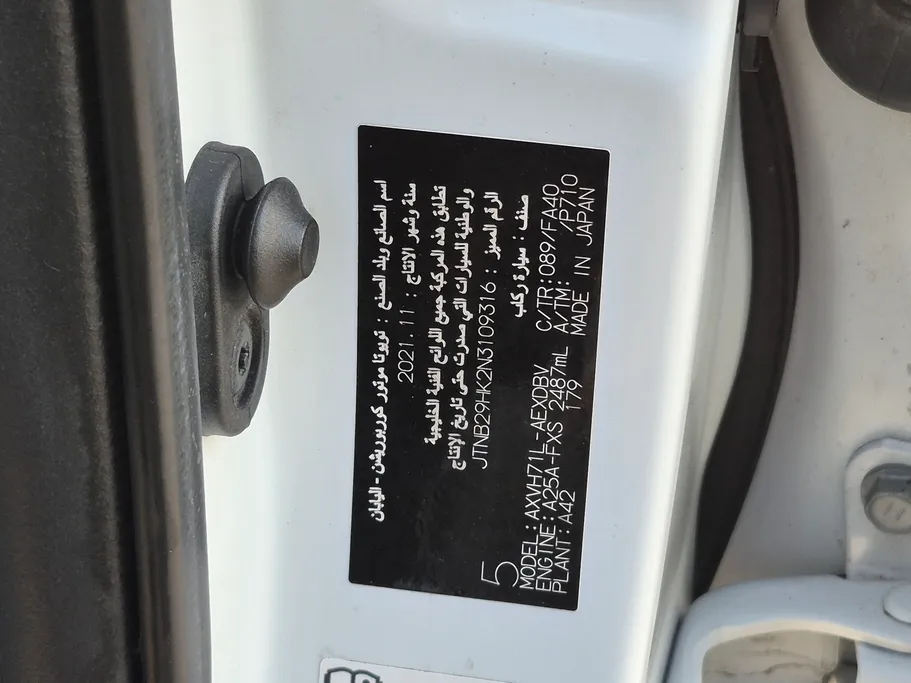 اسم الصانع وبلد الصنع : تويوتا موتور كوربوريشن - اليابان
سنة وشهر الإنتاج : 2021.11
تطابق هذه المركبة جميع اللوائح الفنية الخليجية
والوطنية للسيارات التي صدرت حتى تاريخ الإنتاج
الرقم المميز : JTNB29HK2N3109316
صنف : سيارة ركاب
5
MODEL:AXVH71L-AEXDBV C/TR:089/FA40
ENGINE:A25A-FXS 2487mL A/TM: /P710
PLANT:A42 179 MADE IN JAPAN